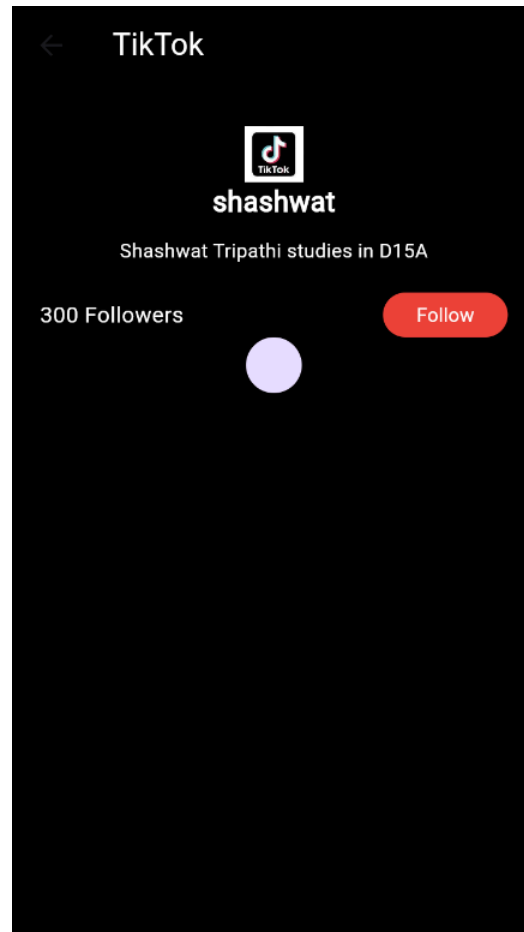 TikTok
TikTok
shashwat
Shashwat Tripathi studies in D15A
300 Followers
Follow